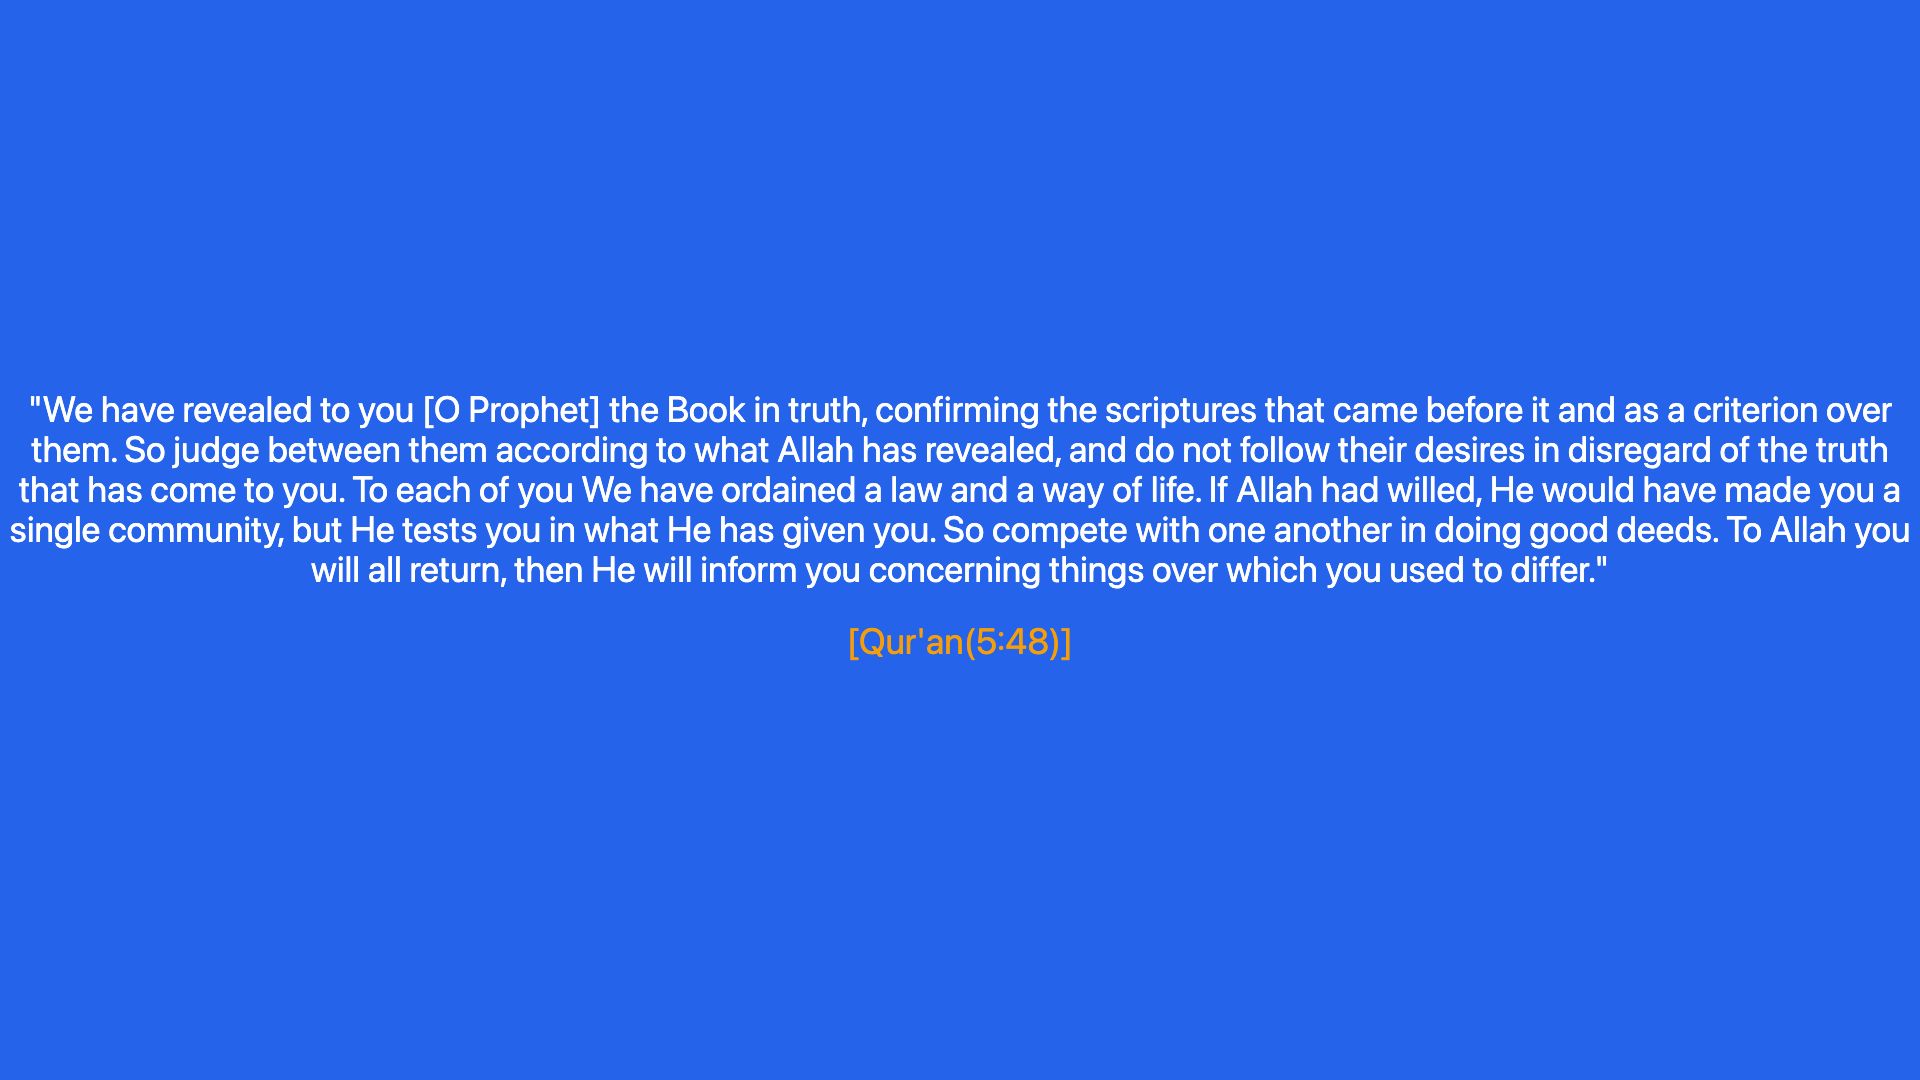 "We have revealed to you [O Prophet] the Book in truth, confirming the scriptures that came before it and as a criterion over
them. So judge between them according to what Allah has revealed, and do not follow their desires in disregard of the truth
that has come to you. To each of you We have ordained a law and a way of life. If Allah had willed, He would have made you a
single community, but He tests you in what He has given you. So compete with one another in doing good deeds. To Allah you
will all return, then He will inform you concerning things over which you used to differ."
[Qur'an(5:48)]